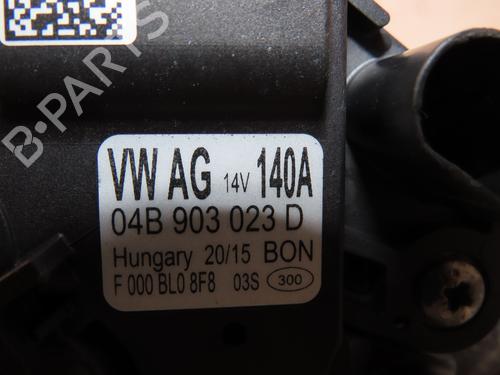 B-PARTS
VW AG 14V 140A
04B 903 023 D
Hungary 20/15 BON
F 000 BL0 8F8 03S 300